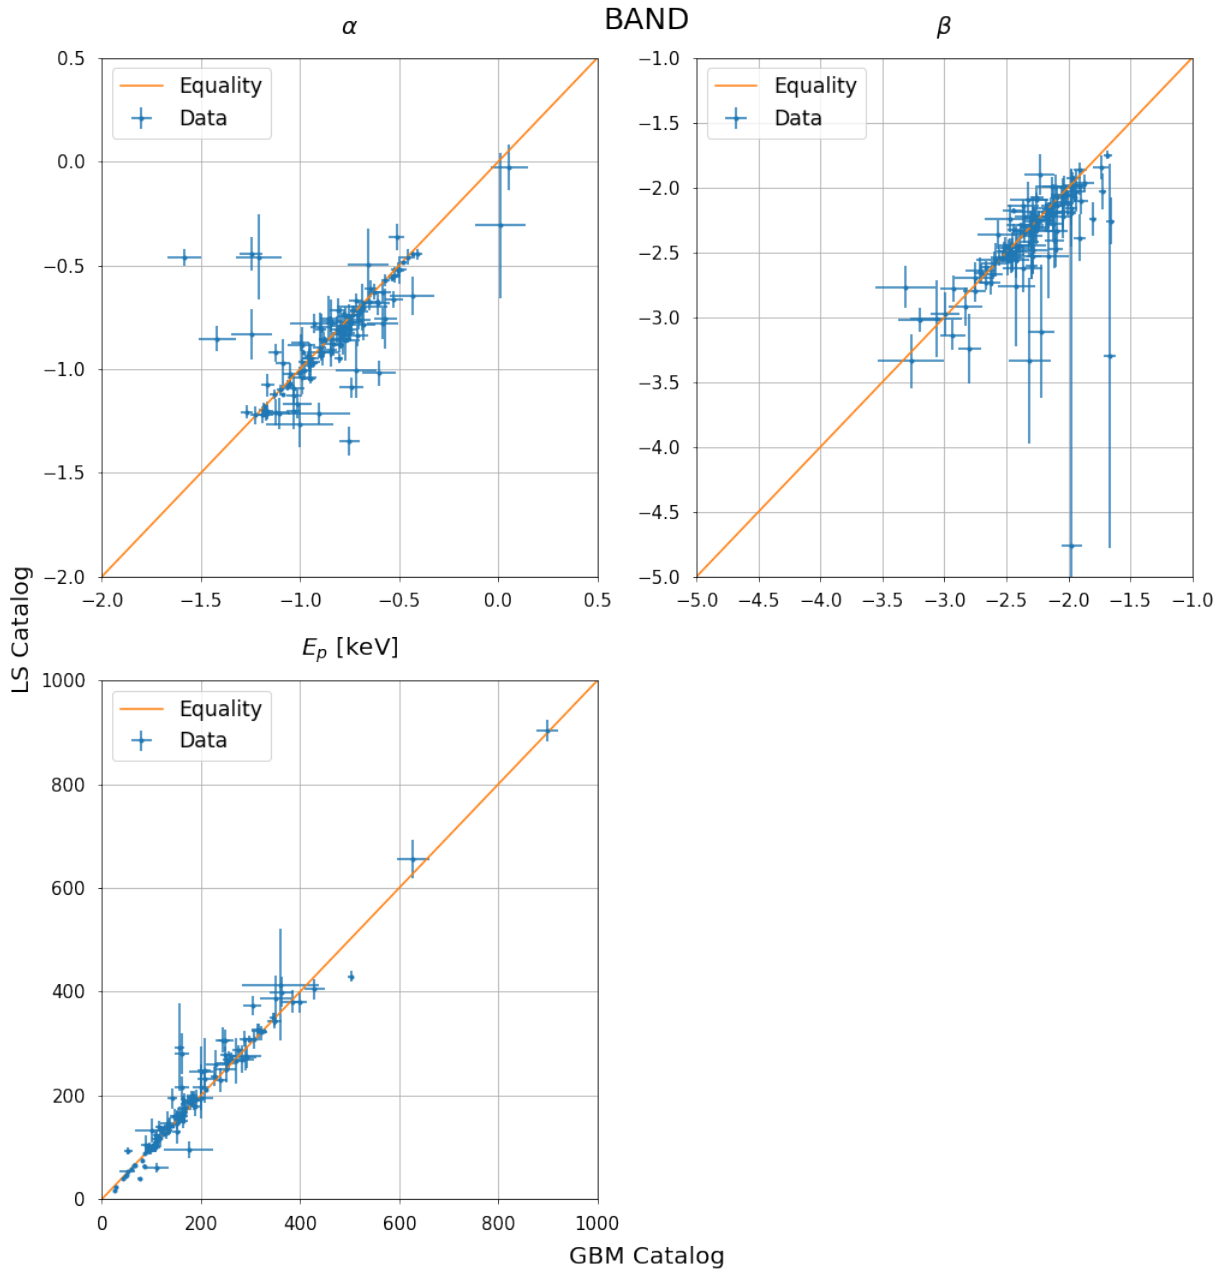 BAND
α
β
0.5
0.0
−0.5
−1.0
−1.5
−2.0
Equality
Data
−2.0 −1.5 −1.0 −0.5 0.0 0.5
−1.0
−1.5
−2.0
−2.5
−3.0
−3.5
−4.0
−4.5
−5.0
Equality
Data
−5.0 −4.5 −4.0 −3.5 −3.0 −2.5 −2.0 −1.5 −1.0
LS Catalog
E_p [keV]
1000
800
600
400
200
0
Equality
Data
0 200 400 600 800 1000
GBM Catalog